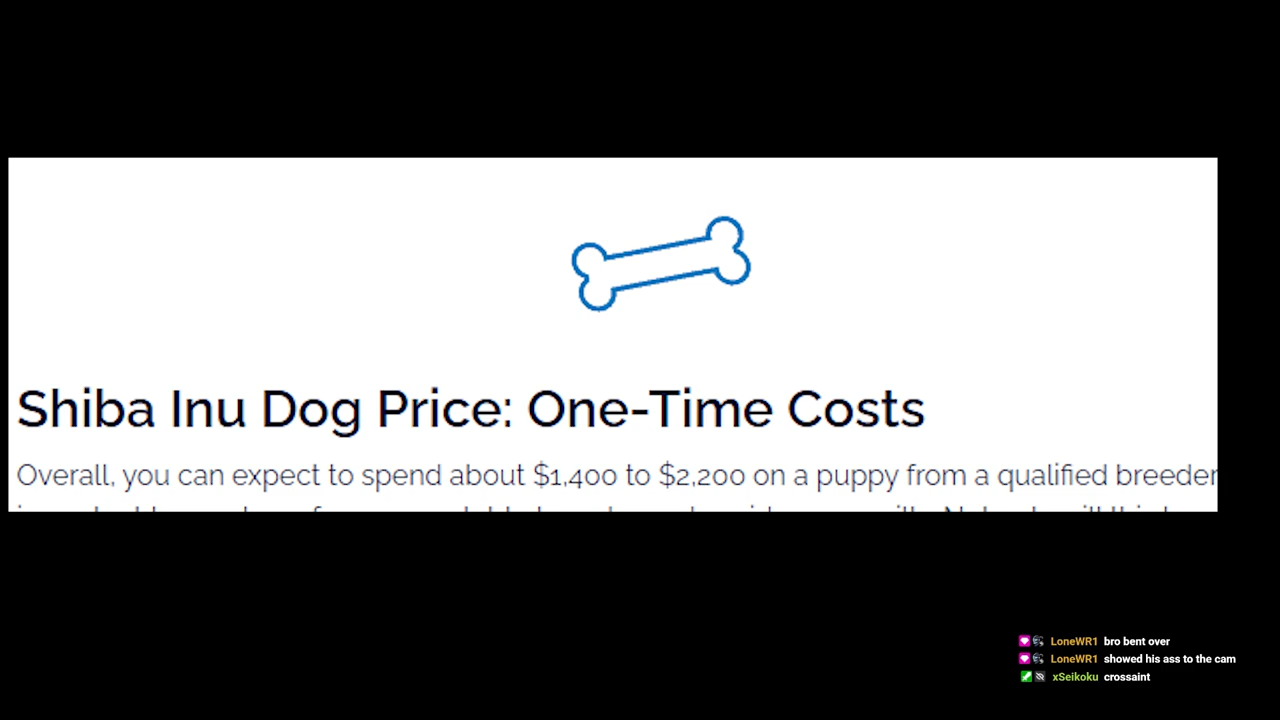 Shiba Inu Dog Price: One-Time Costs
Overall, you can expect to spend about $1,400 to $2,200 on a puppy from a qualified breeder
LoneWR1 bro bent over
LoneWR1 showed his ass to the cam
xSeikoku crossaint